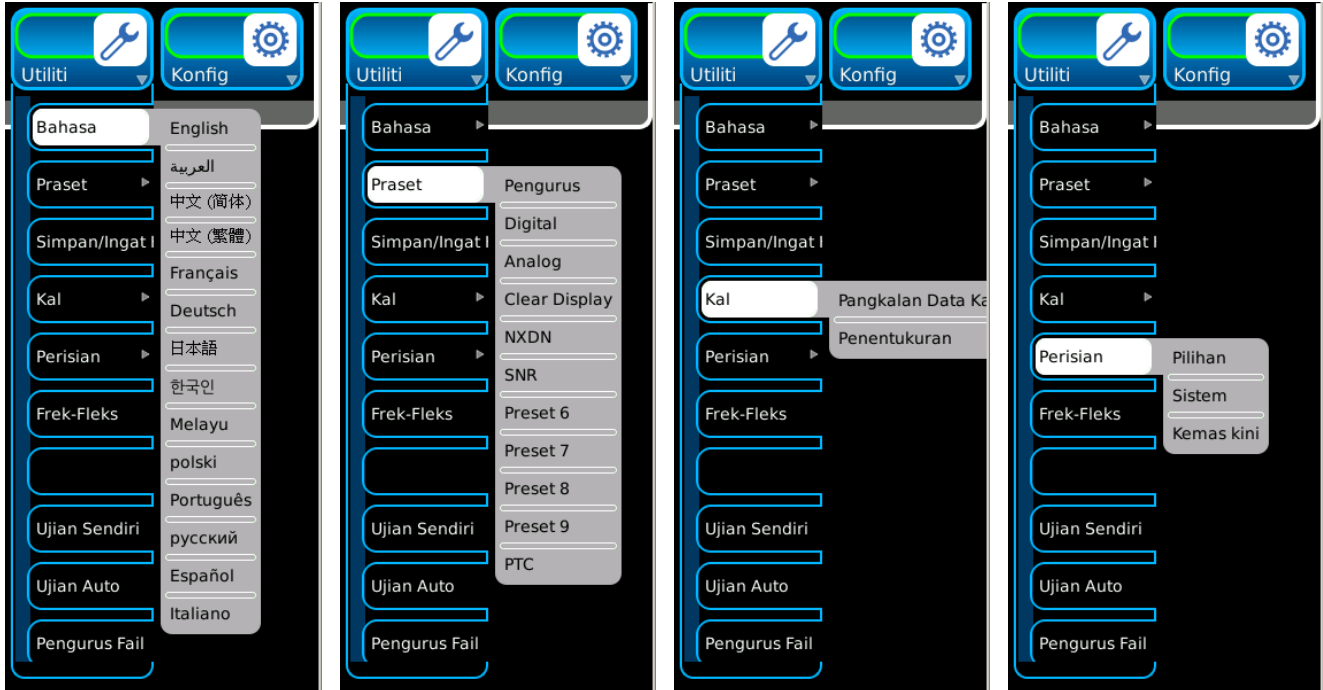 Utiliti
Konfig
Bahasa
Praset
Simpan/Ingat
Kal
Perisian
Frek-Fleks
Ujian Sendiri
Ujian Auto
Pengurus Fail
English
العربية
中文 (简体)
中文 (繁體)
Français
Deutsch
日本語
한국인
Melayu
polski
Português
русский
Español
Italiano
Utiliti
Konfig
Bahasa
Praset
Simpan/Ingat
Kal
Perisian
Frek-Fleks
Ujian Sendiri
Ujian Auto
Pengurus Fail
Pengurus
Digital
Analog
Clear Display
NXDN
SNR
Preset 6
Preset 7
Preset 8
Preset 9
PTC
Utiliti
Konfig
Bahasa
Praset
Simpan/Ingat
Kal
Perisian
Frek-Fleks
Ujian Sendiri
Ujian Auto
Pengurus Fail
Pangkalan Data
Penentukuran
Utiliti
Konfig
Bahasa
Praset
Simpan/Ingat
Kal
Perisian
Frek-Fleks
Ujian Sendiri
Ujian Auto
Pengurus Fail
Pilihan
Sistem
Kemas kini